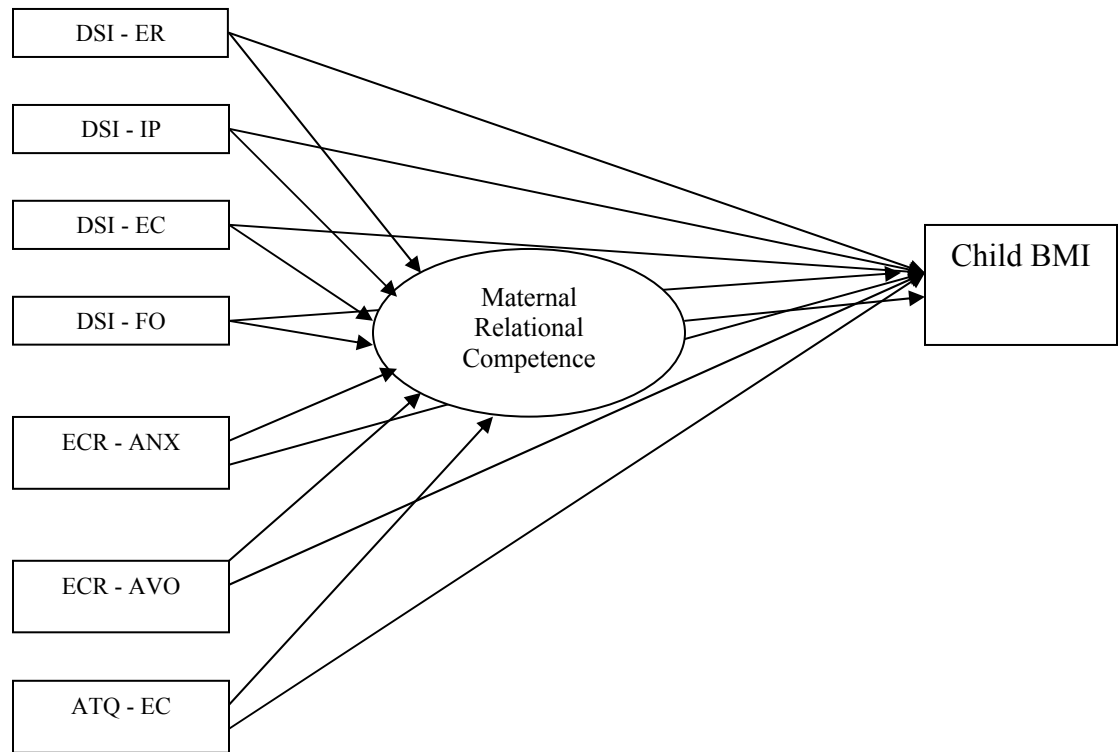 DSI - ER
DSI - IP
DSI - EC
DSI - FO
ECR - ANX
ECR - AVO
ATQ - EC
Maternal
Relational
Competence
Child BMI